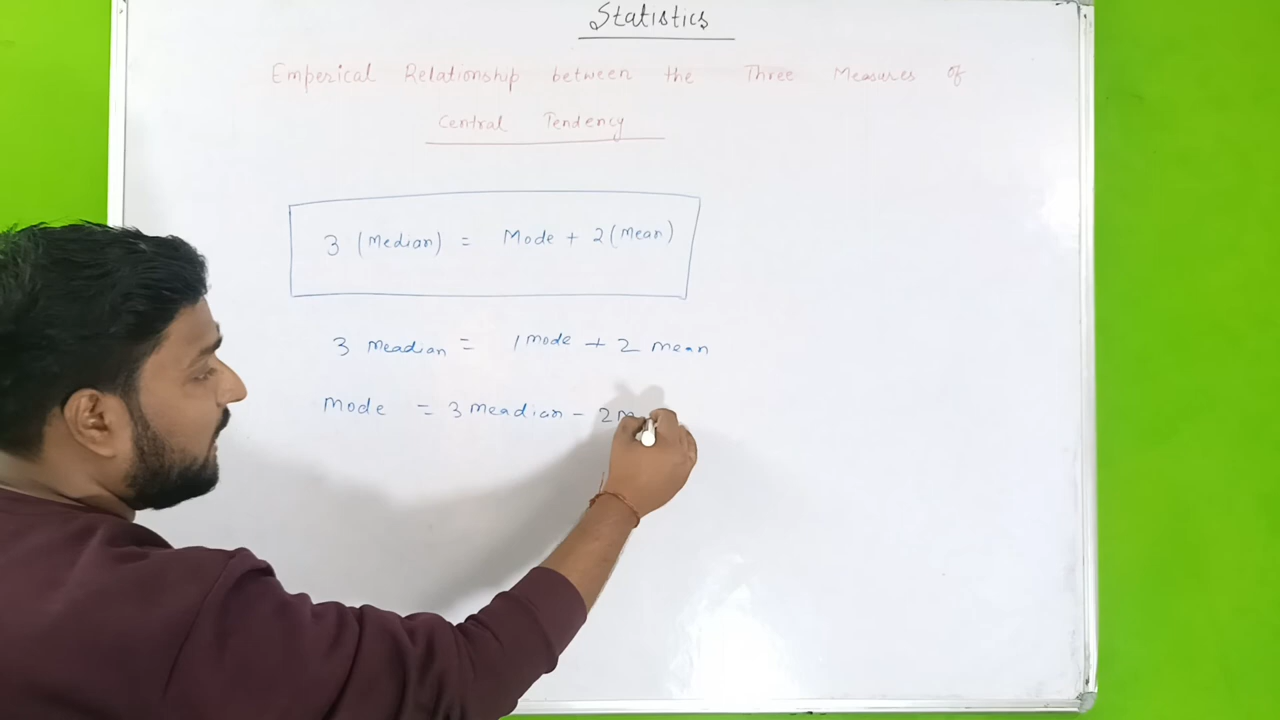 Statistics
Emperical Relationship between the Three Measures of
Central Tendency
3 (Median) = Mode + 2(Mean)
3 meadian = 1 mode + 2 mean
Mode = 3 meadian - 2 m